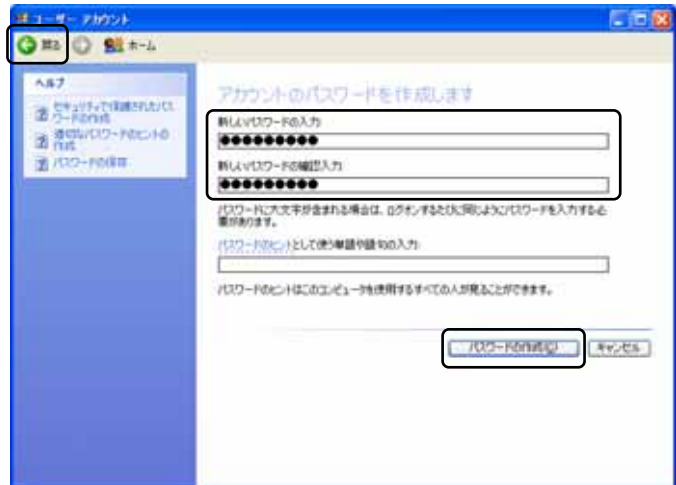 ユーザー アカウント
戻る
ホーム
ヘルプ
セキュリティで保護されたパス
ワードの作成
適切なパスワードのヒントの
作成
パスワードの保存
アカウントのパスワードを作成します
新しいパスワードの入力:
●●●●●●●●●
新しいパスワードの確認入力:
●●●●●●●●●
パスワードに大文字が含まれる場合は、ログオンするたびに同じようにパスワードを入力する必
要があります。
パスワードのヒントとして使う単語や語句の入力:
パスワードのヒントはこのコンピュータを使用するすべての人が見ることができます。
パスワードの作成(C)
キャンセル